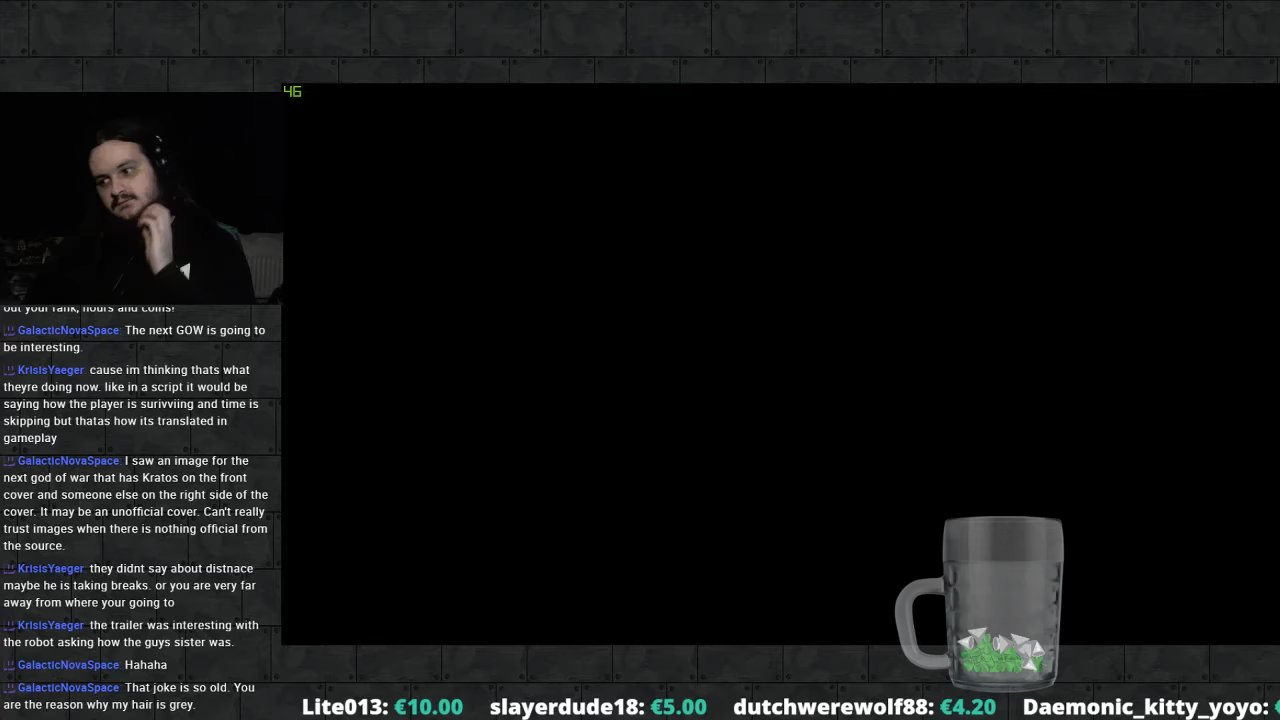 46
out your rank, hours and coins!
GalacticNovaSpace: The next GOW is going to
be interesting.
KrisisYaeger: cause im thinking thats what
theyre doing now. like in a script it would be
saying how the player is surivviing and time is
skipping but thatas how its translated in
gameplay
GalacticNovaSpace: I saw an image for the
next god of war that has Kratos on the front
cover and someone else on the right side of the
cover. It may be an unofficial cover. Can't really
trust images when there is nothing official from
the source.
KrisisYaeger: they didnt say about distnace
maybe he is taking breaks. or you are very far
away from where your going to
KrisisYaeger: the trailer was interesting with
the robot asking how the guys sister was.
GalacticNovaSpace: Hahaha
GalacticNovaSpace: That joke is so old. You
are the reason why my hair is grey.
Lite013: €10.00 slayerdude18: €5.00 dutchwerewolf88: €4.20 Daemonic_kitty_yoyo: €